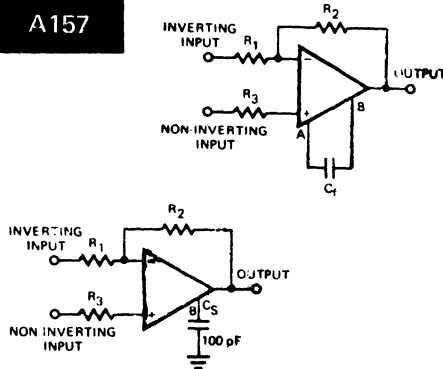 A157
R2
INVERTING
INPUT
R1
−
OUTPUT
R3
+
A
B
NON-INVERTING
INPUT
Cf
R2
INVERTING
INPUT
R1
−
OUTPUT
R3
+
B
CS
100 pF
NON INVERTING
INPUT